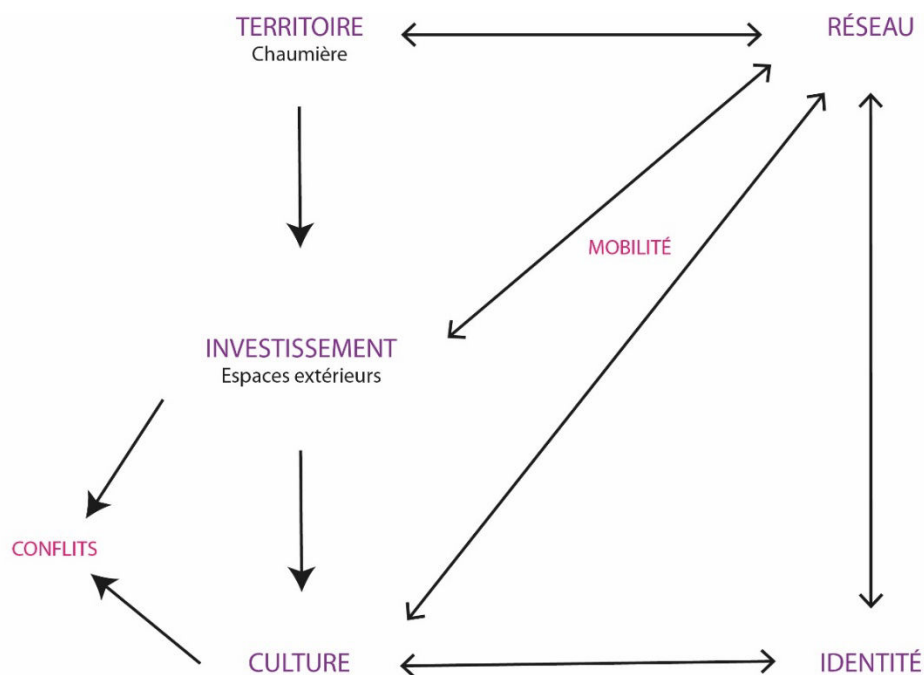 TERRITOIRE
Chaumière
RÉSEAU
MOBILITÉ
INVESTISSEMENT
Espaces extérieurs
CONFLITS
CULTURE
IDENTITÉ